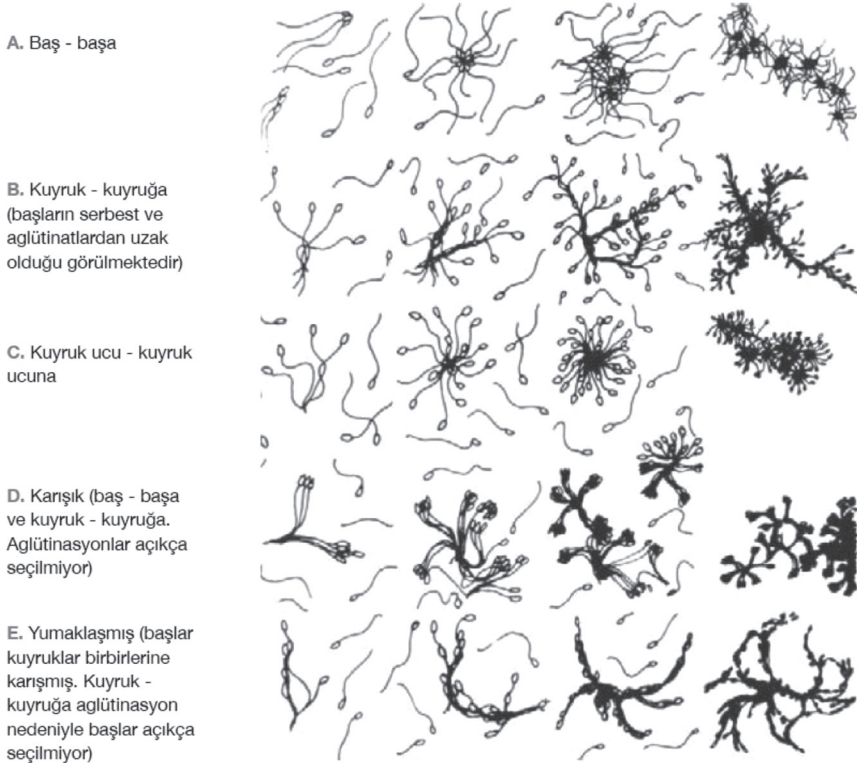 A. Baş - başa
B. Kuyruk - kuyruğa
(başların serbest ve
aglütinatlardan uzak
olduğu görülmektedir)
C. Kuyruk ucu - kuyruk
ucuna
D. Karışık (baş - başa
ve kuyruk - kuyruğa.
Aglütinasyonlar açıkça
seçilmiyor)
E. Yumaklaşmış (başlar
kuyruklar birbirlerine
karışmış. Kuyruk -
kuyruğa aglütinasyon
nedeniyle başlar açıkça
seçilmiyor)